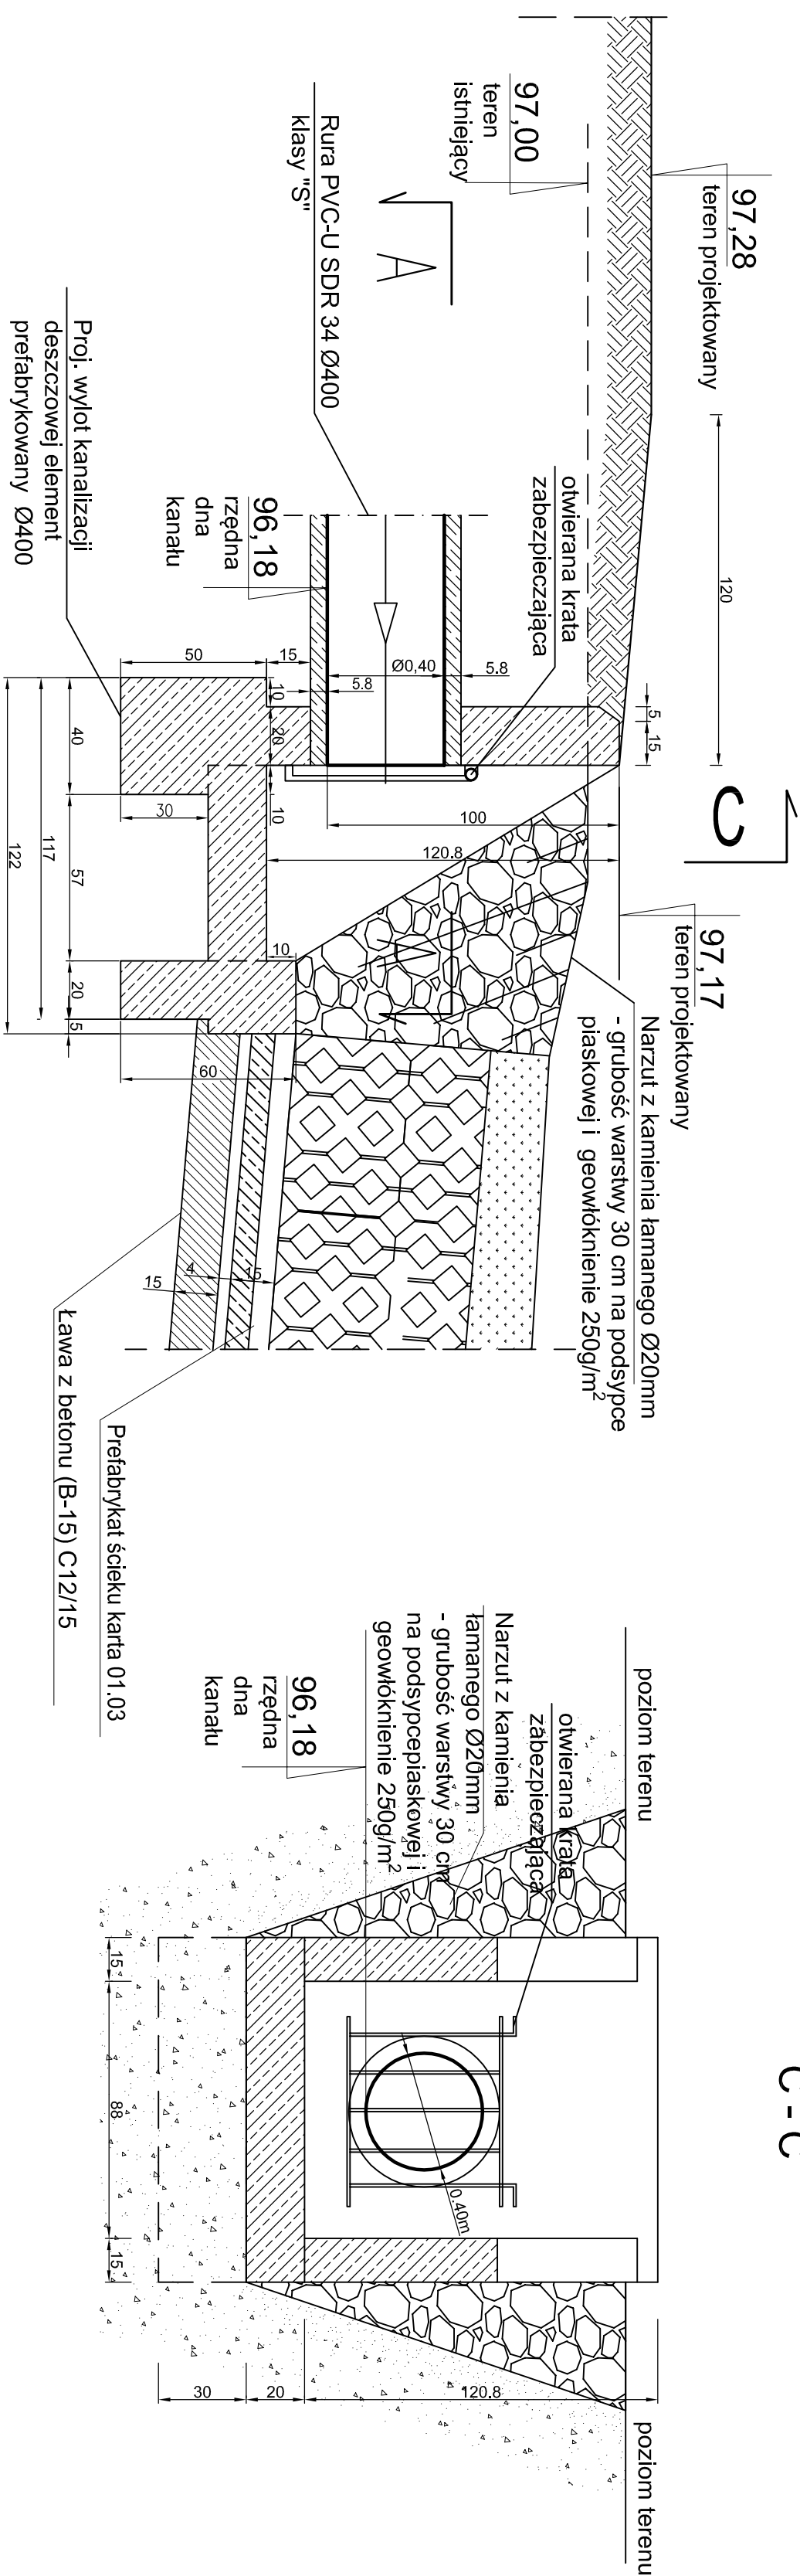 97,28
teren projektowany
97,00
teren
istniejący
120
Rura PVC-U SDR 34 Ø400
klasy "S"
A
otwierana krata
zabezpieczająca
96,18
rzędna
dna
kanału
Proj. wylot kanalizacji
deszczowej element
prefabrykowany Ø400
50
15
10
20
5.8
Ø0,40
5.8
5
15
40
30
10
100
120.8
57
117
122
10
20
5
60
C
97,17
teren projektowany
Narzut z kamienia łamanego Ø20mm
- grubość warstwy 30 cm na podsypce
piaskowej i geowłóknienie 250g/m²
A
15
4
15
Prefabrykat ścieku karta 01.03
Ława z betonu (B-15) C12/15
C - C
poziom terenu
otwierana krata
zabezpieczająca
Narzut z kamienia
łamanego Ø20mm
- grubość warstwy 30 cm
na podsypcepiaskowej i
geowłóknienie 250g/m²
96,18
rzędna
dna
kanału
0.40m
15
88
15
30
20
120.8
poziom terenu